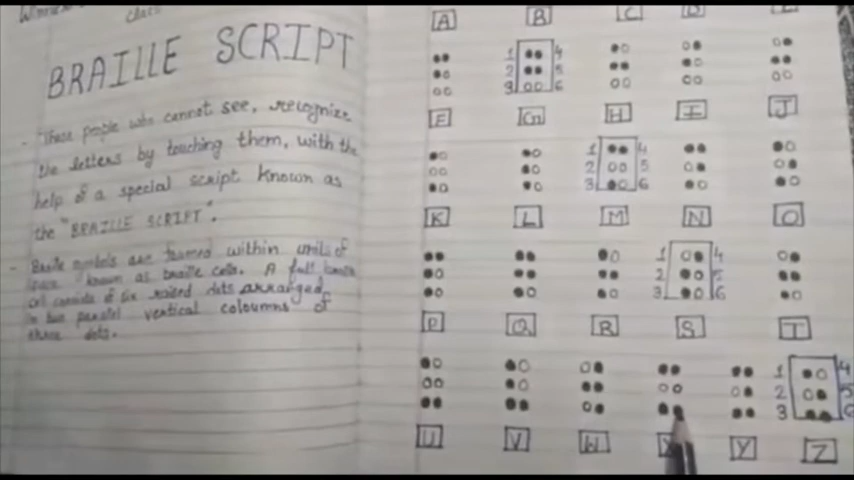 Class
BRAILLE SCRIPT
- "Those people who cannot see, recognize
the letters by touching them, with the
help of a special script known as
the "BRAILLE SCRIPT".
- Braille symbols are formed within units of
space known as braille cells. A full braille
cell consists of six raised dots arranged
in two parallel vertical coloumns of
three dots.
A B C D E
1 4
2 5
3 6
F G H I J
1 4
2 5
3 6
K L M N O
1 4
2 5
3 6
P Q R S T
1 4
2 5
3 6
U V W X Y Z